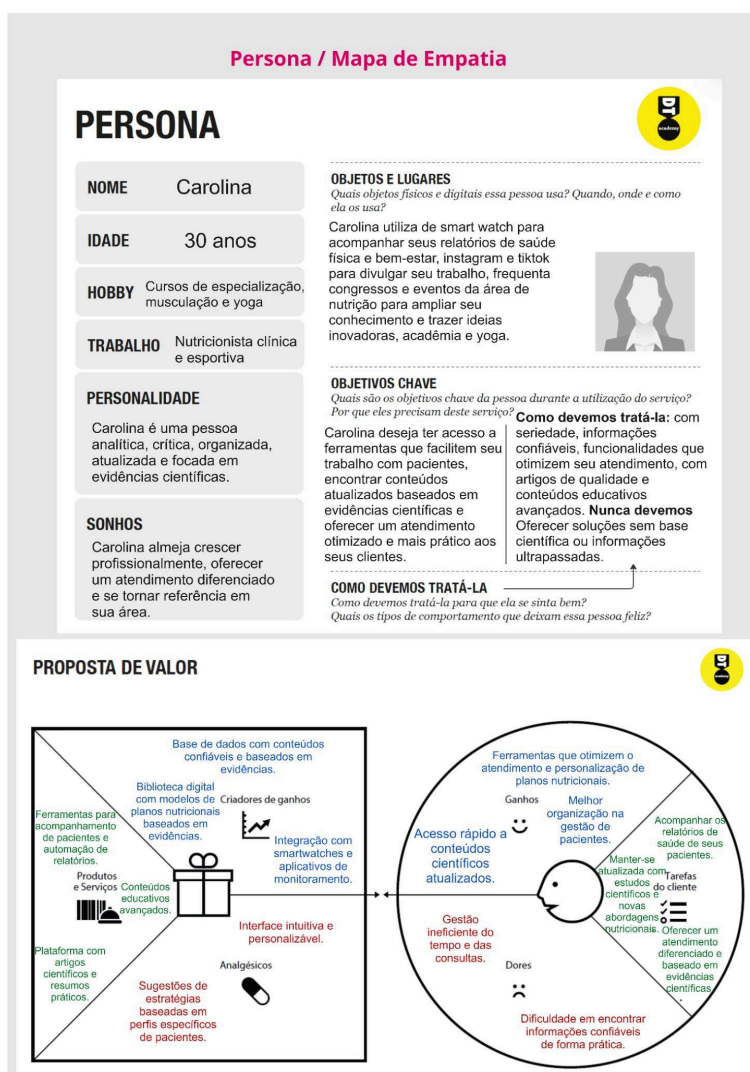 Persona / Mapa de Empatia
PERSONA
DT
academy
NOME
Carolina
IDADE
30 anos
HOBBY
Cursos de especialização,
musculação e yoga
TRABALHO
Nutricionista clínica
e esportiva
PERSONALIDADE
Carolina é uma pessoa
analítica, crítica, organizada,
atualizada e focada em
evidências científicas.
SONHOS
Carolina almeja crescer
profissionalmente, oferecer
um atendimento diferenciado
e se tornar referência em
sua área.
OBJETOS E LUGARES
Quais objetos físicos e digitais essa pessoa usa? Quando, onde e como
ela os usa?
Carolina utiliza de smart watch para
acompanhar seus relatórios de saúde
física e bem-estar, instagram e tiktok
para divulgar seu trabalho, frequenta
congressos e eventos da área de
nutrição para ampliar seu
conhecimento e trazer ideias
inovadoras, acadêmia e yoga.
OBJETIVOS CHAVE
Quais são os objetivos chave da pessoa durante a utilização do serviço?
Por que eles precisam deste serviço?
Carolina deseja ter acesso a
ferramentas que facilitem seu
trabalho com pacientes,
encontrar conteúdos
atualizados baseados em
evidências científicas e
oferecer um atendimento
otimizado e mais prático aos
seus clientes.
Como devemos tratá-la: com
seriedade, informações
confiáveis, funcionalidades que
otimizem seu atendimento, com
artigos de qualidade e
conteúdos educativos
avançados. Nunca devemos
Oferecer soluções sem base
científica ou informações
ultrapassadas.
COMO DEVEMOS TRATÁ-LA
Como devemos tratá-la para que ela se sinta bem?
Quais os tipos de comportamento que deixam essa pessoa feliz?
PROPOSTA DE VALOR
DT
academy
Base de dados com conteúdos
confiáveis e baseados em
evidências.
Biblioteca digital
com modelos de
planos nutricionais
baseados em
evidências.
Criadores de ganhos
Integração com
smartwatches e
aplicativos de
monitoramento.
Ferramentas para
acompanhamento
de pacientes e
automação de
relatórios.
Produtos
e Serviços
Conteúdos
educativos
avançados.
Plataforma com
artigos
científicos e
resumos
práticos.
Interface intuitiva e
personalizável.
Analgésicos
Sugestões de
estratégias
baseadas em
perfis específicos
de pacientes.
Ferramentas que otimizem o
atendimento e personalização de
planos nutricionais.
Ganhos
Melhor
organização na
gestão de
pacientes.
Acesso rápido a
conteúdos
científicos
atualizados.
Gestão
ineficiente do
tempo e das
consultas.
Dores
Dificuldade em encontrar
informações confiáveis
de forma prática.
Acompanhar os
relatórios de
saúde de seus
pacientes.
Manter-se
atualizada com
estudos
científicos e
novas
abordagens
nutricionais.
Tarefas
do cliente
Oferecer um
atendimento
diferenciado e
baseado em
evidências
científicas
.